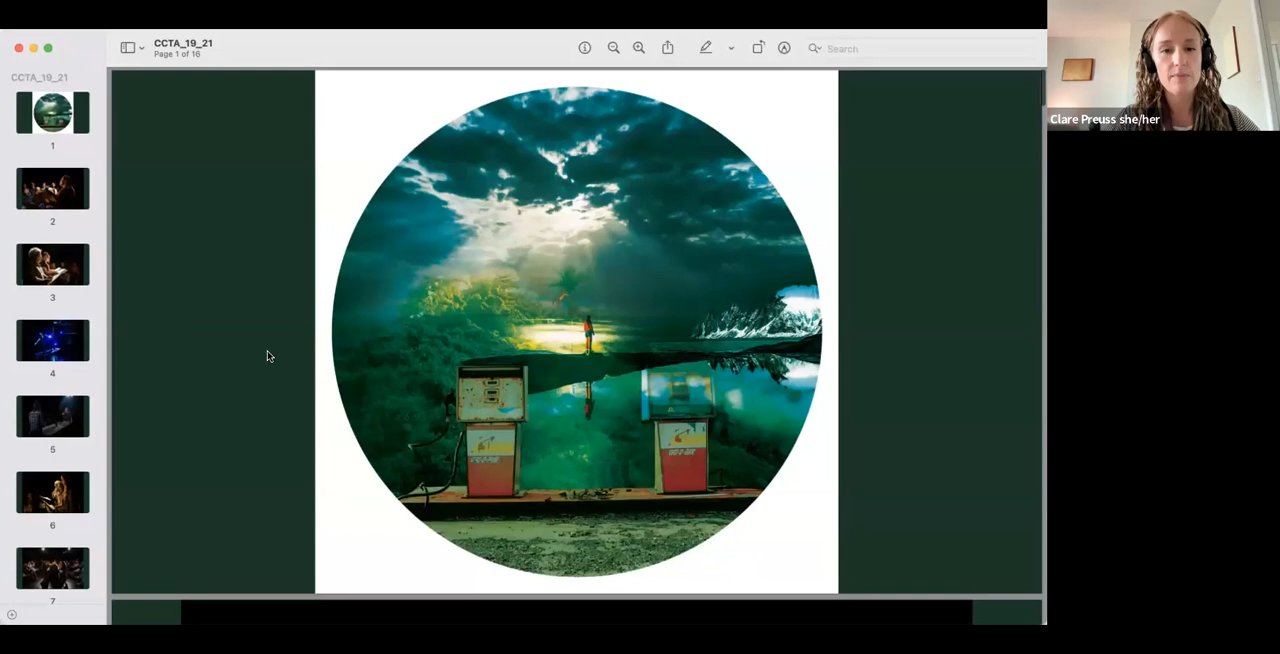 CCTA_19_21
Page 1 of 16
Search
CCTA_19_21
1
2
3
4
5
6
7
Clare Preuss she/her